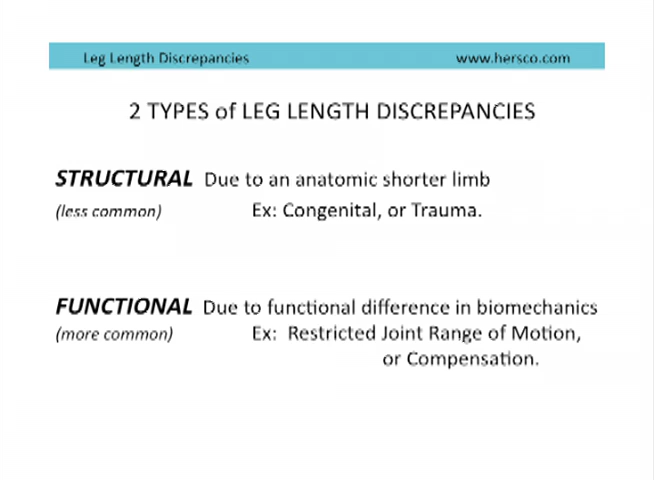 Leg Length Discrepancies www.hersco.com
2 TYPES of LEG LENGTH DISCREPANCIES
STRUCTURAL Due to an anatomic shorter limb
(less common) Ex: Congenital, or Trauma.
FUNCTIONAL Due to functional difference in biomechanics
(more common) Ex: Restricted Joint Range of Motion,
or Compensation.